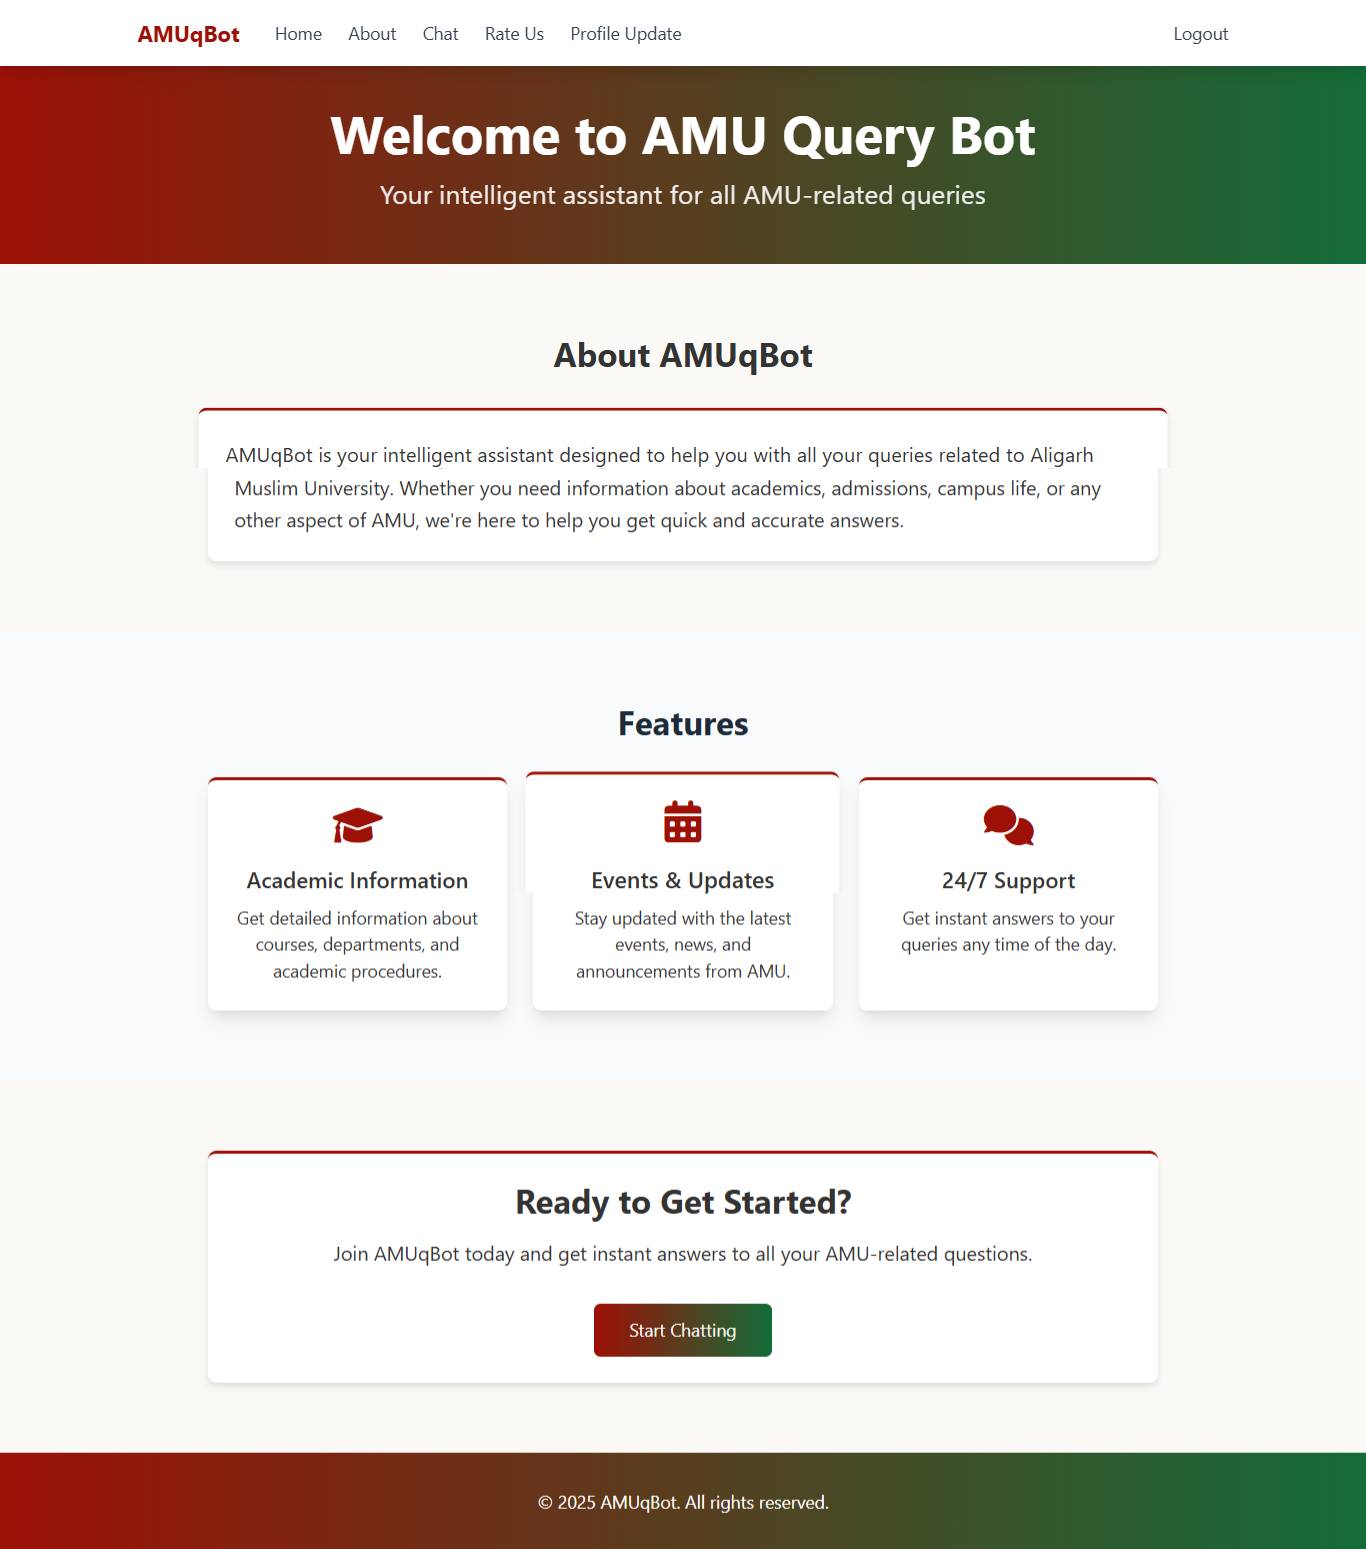 AMUqBot Home About Chat Rate Us Profile Update Logout
Welcome to AMU Query Bot
Your intelligent assistant for all AMU-related queries
About AMUqBot
AMUqBot is your intelligent assistant designed to help you with all your queries related to Aligarh
Muslim University. Whether you need information about academics, admissions, campus life, or any
other aspect of AMU, we're here to help you get quick and accurate answers.
Features
Academic Information
Get detailed information about
courses, departments, and
academic procedures.
Events & Updates
Stay updated with the latest
events, news, and
announcements from AMU.
24/7 Support
Get instant answers to your
queries any time of the day.
Ready to Get Started?
Join AMUqBot today and get instant answers to all your AMU-related questions.
Start Chatting
© 2025 AMUqBot. All rights reserved.